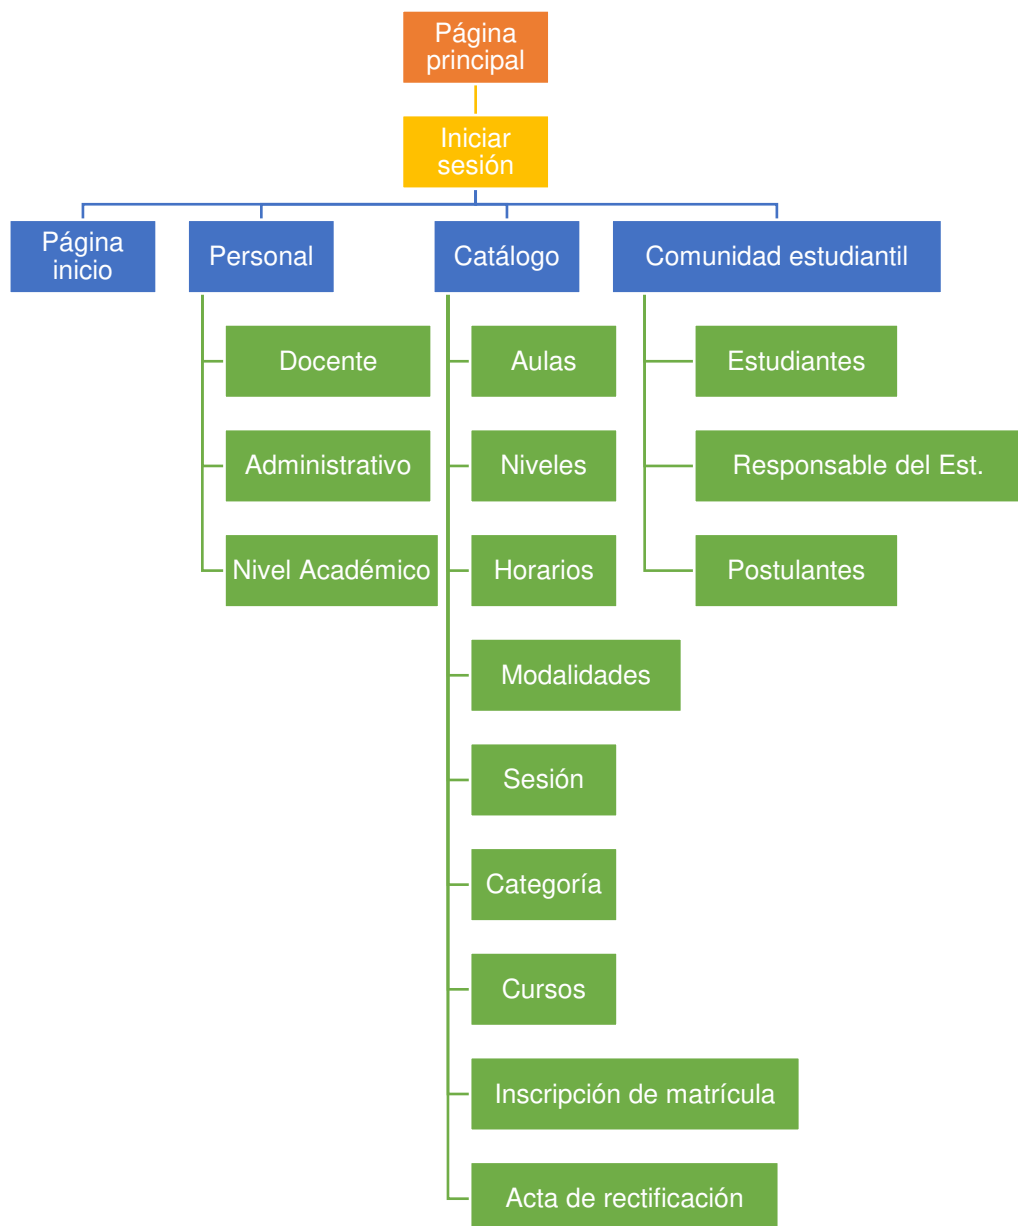 Página
principal
Iniciar
sesión
Página
inicio
Personal
Catálogo
Comunidad estudiantil
Docente
Administrativo
Nivel Académico
Aulas
Niveles
Horarios
Modalidades
Sesión
Categoría
Cursos
Inscripción de matrícula
Acta de rectificación
Estudiantes
Responsable del Est.
Postulantes